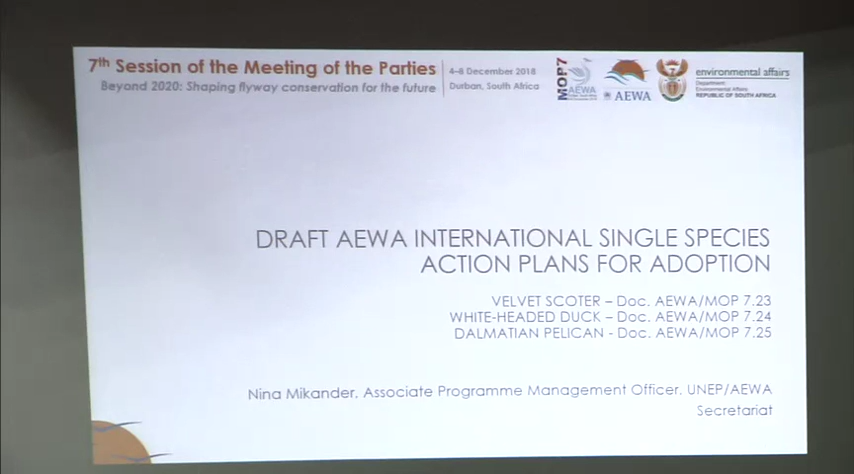 7th Session of the Meeting of the Parties
Beyond 2020: Shaping flyway conservation for the future
4–8 December 2018
Durban, South Africa
MOP7
AEWA
AEWA
environmental affairs
Department:
Environmental Affairs
REPUBLIC OF SOUTH AFRICA
DRAFT AEWA INTERNATIONAL SINGLE SPECIES
ACTION PLANS FOR ADOPTION
VELVET SCOTER – Doc. AEWA/MOP 7.23
WHITE-HEADED DUCK – Doc. AEWA/MOP 7.24
DALMATIAN PELICAN - Doc. AEWA/MOP 7.25
Nina Mikander, Associate Programme Management Officer, UNEP/AEWA
Secretariat